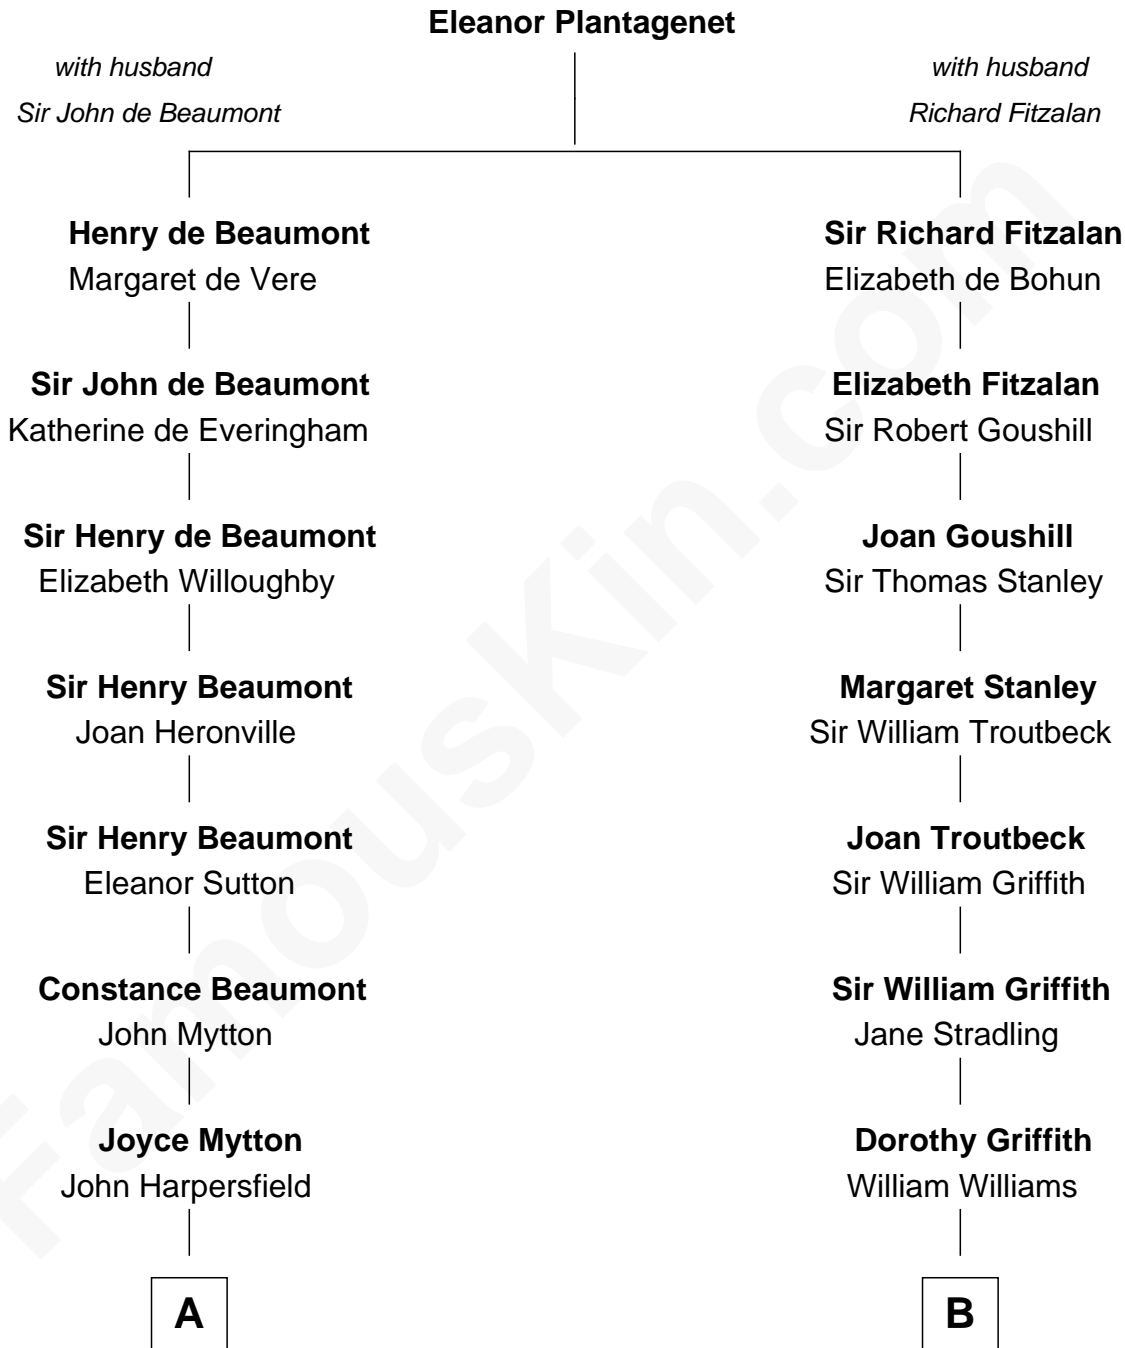 Eleanor Plantagenet
with husband
Sir John de Beaumont
with husband
Richard Fitzalan
Henry de Beaumont
Margaret de Vere
Sir Richard Fitzalan
Elizabeth de Bohun
Sir John de Beaumont
Katherine de Everingham
Elizabeth Fitzalan
Sir Robert Goushill
Sir Henry de Beaumont
Elizabeth Willoughby
Joan Goushill
Sir Thomas Stanley
Sir Henry Beaumont
Joan Heronville
Margaret Stanley
Sir William Troutbeck
Sir Henry Beaumont
Eleanor Sutton
Joan Troutbeck
Sir William Griffith
Constance Beaumont
John Mytton
Sir William Griffith
Jane Stradling
Joyce Mytton
John Harpersfield
Dorothy Griffith
William Williams
A
B
FamousKin.com